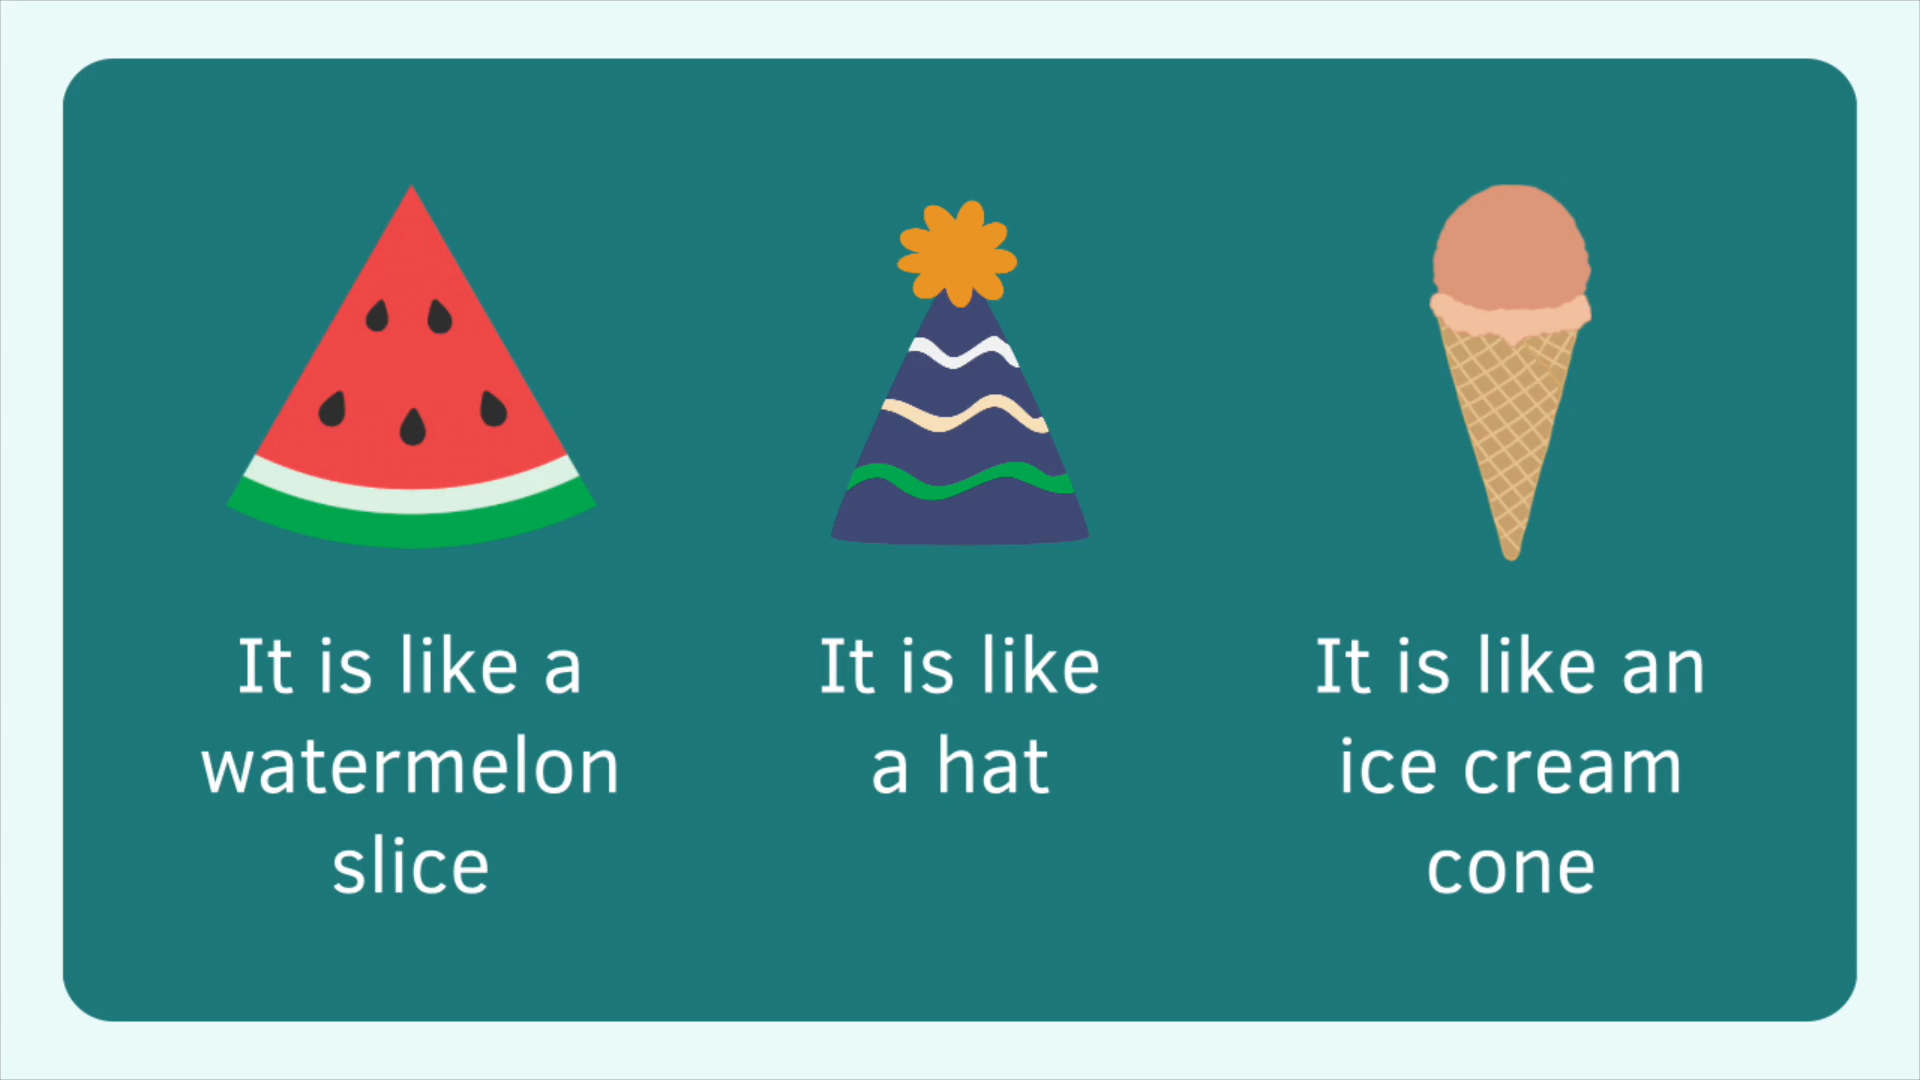 It is like a
watermelon
slice
It is like
a hat
It is like an
ice cream
cone